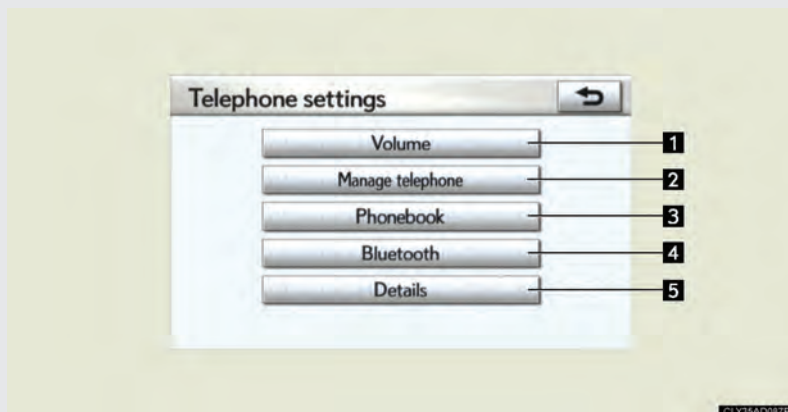 Telephone settings
Volume 1
Manage telephone 2
Phonebook 3
Bluetooth 4
Details 5